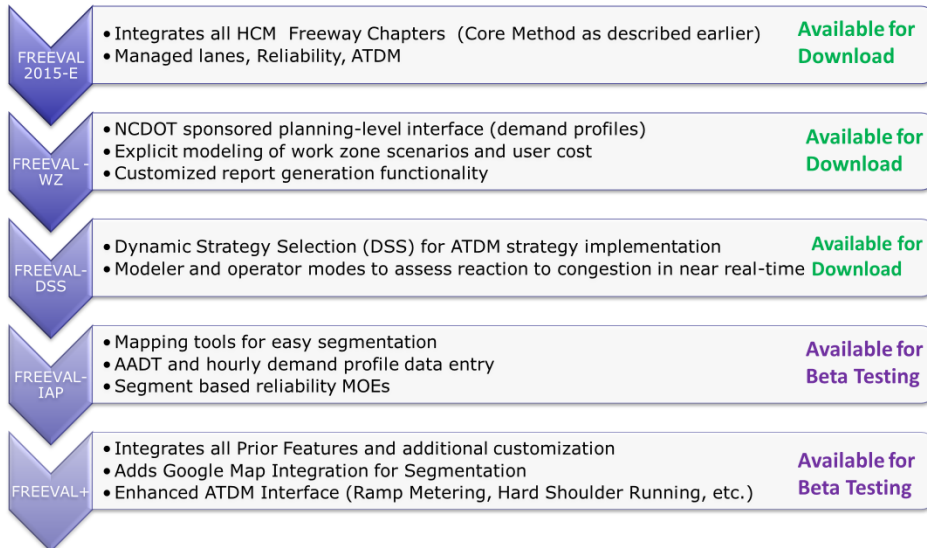 FREEVAL
2015-E
• Integrates all HCM Freeway Chapters (Core Method as described earlier)
• Managed lanes, Reliability, ATDM
Available for
Download
FREEVAL -
WZ
• NCDOT sponsored planning-level interface (demand profiles)
• Explicit modeling of work zone scenarios and user cost
• Customized report generation functionality
Available for
Download
FREEVAL-
DSS
• Dynamic Strategy Selection (DSS) for ATDM strategy implementation
• Modeler and operator modes to assess reaction to congestion in near real-time
Available for
Download
FREEVAL-
IAP
• Mapping tools for easy segmentation
• AADT and hourly demand profile data entry
• Segment based reliability MOEs
Available for
Beta Testing
FREEVAL+
• Integrates all Prior Features and additional customization
• Adds Google Map Integration for Segmentation
• Enhanced ATDM Interface (Ramp Metering, Hard Shoulder Running, etc.)
Available for
Beta Testing